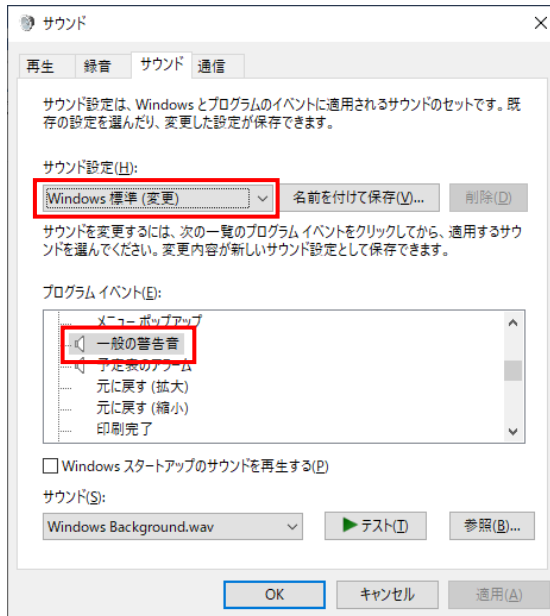 サウンド
再生 録音 サウンド 通信
サウンド設定は、Windows とプログラムのイベントに適用されるサウンドのセットです。既
存の設定を選んだり、変更した設定が保存できます。
サウンド設定(H):
Windows 標準 (変更) 名前を付けて保存(V)... 削除(D)
サウンドを変更するには、次の一覧のプログラム イベントをクリックしてから、適用するサウ
ンドを選んでください。変更内容が新しいサウンド設定として保存できます。
プログラム イベント(E):
メニュー ポップアップ
一般の警告音
予定表のアラーム
元に戻す (拡大)
元に戻す (縮小)
印刷完了
Windows スタートアップのサウンドを再生する(P)
サウンド(S):
Windows Background.wav テスト(T) 参照(B)...
OK キャンセル 適用(A)